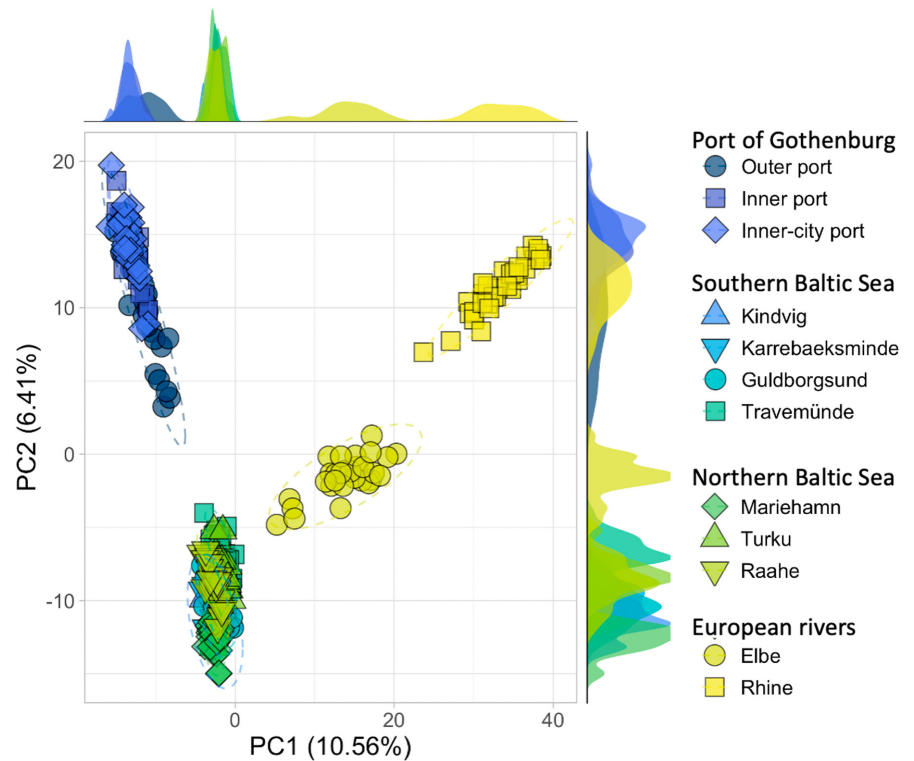 20
10
0
-10
PC2 (6.41%)
0
20
40
PC1 (10.56%)
Port of Gothenburg
Outer port
Inner port
Inner-city port
Southern Baltic Sea
Kindvig
Karrebaeksminde
Guldborgsund
Travemünde
Northern Baltic Sea
Mariehamn
Turku
Raahe
European rivers
Elbe
Rhine